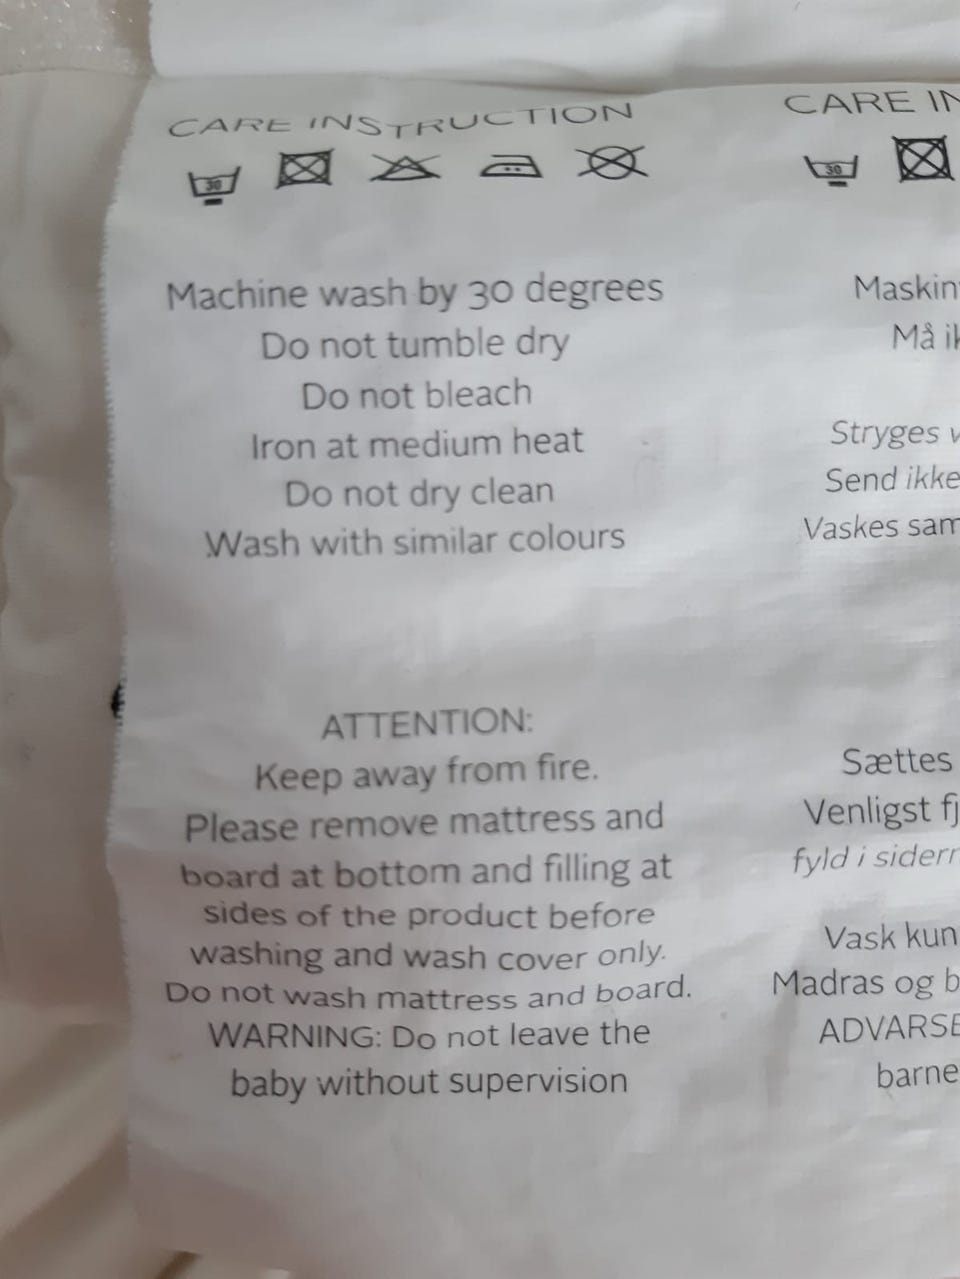 CARE INSTRUCTION
30
Machine wash by 30 degrees
Do not tumble dry
Do not bleach
Iron at medium heat
Do not dry clean
Wash with similar colours
ATTENTION:
Keep away from fire.
Please remove mattress and
board at bottom and filling at
sides of the product before
washing and wash cover only.
Do not wash mattress and board.
WARNING: Do not leave the
baby without supervision
CARE
30
Må
Stryges
Send ikke
Vaskes
Sættes
Venligst
fyld i
Vask kun
Madras og